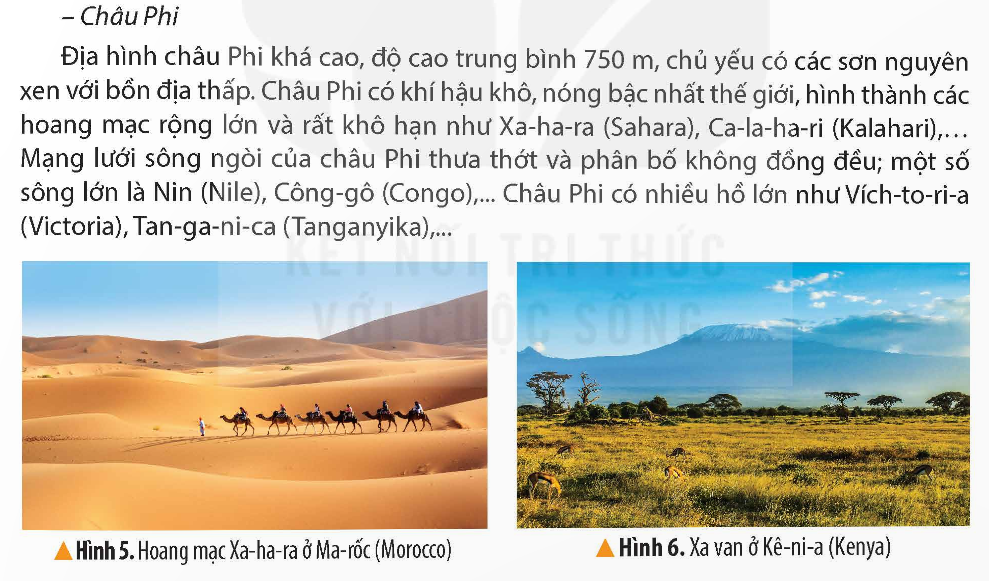 – Châu Phi
Địa hình châu Phi khá cao, độ cao trung bình 750 m, chủ yếu có các sơn nguyên
xen với bồn địa thấp. Châu Phi có khí hậu khô, nóng bậc nhất thế giới, hình thành các
hoang mạc rộng lớn và rất khô hạn như Xa-ha-ra (Sahara), Ca-la-ha-ri (Kalahari),...
Mạng lưới sông ngòi của châu Phi thưa thớt và phân bố không đồng đều; một số
sông lớn là Nin (Nile), Công-gô (Congo),... Châu Phi có nhiều hồ lớn như Vích-to-ri-a
(Victoria), Tan-ga-ni-ca (Tanganyika),...
KẾT NỐI TRI THỨC
VỚI CUỘC SỐNG
Hình 5. Hoang mạc Xa-ha-ra ở Ma-rốc (Morocco)
Hình 6. Xa van ở Kê-ni-a (Kenya)